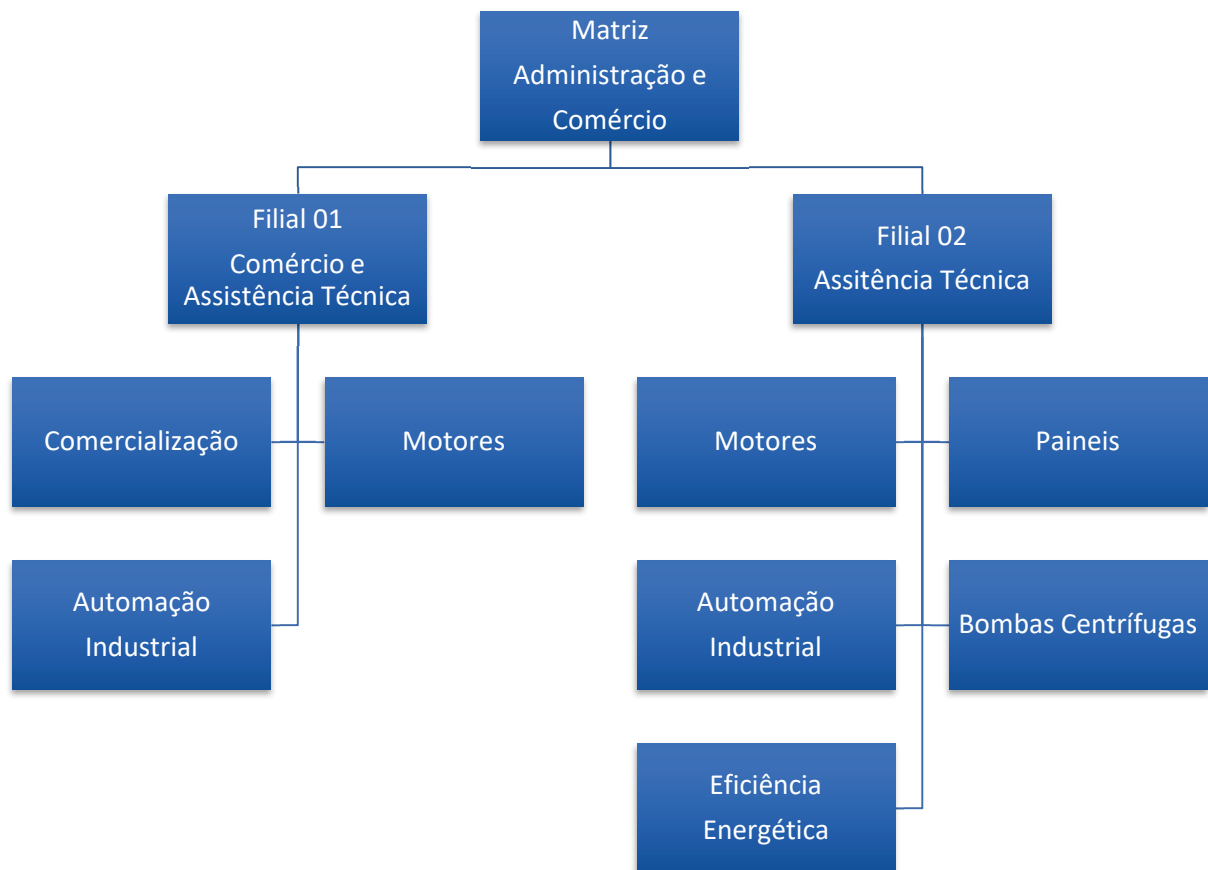 Matriz
Administração e
Comércio
Filial 01
Comércio e
Assistência Técnica
Filial 02
Assitência Técnica
Comercialização
Motores
Motores
Paineis
Automação
Industrial
Automação
Industrial
Bombas Centrífugas
Eficiência
Energética